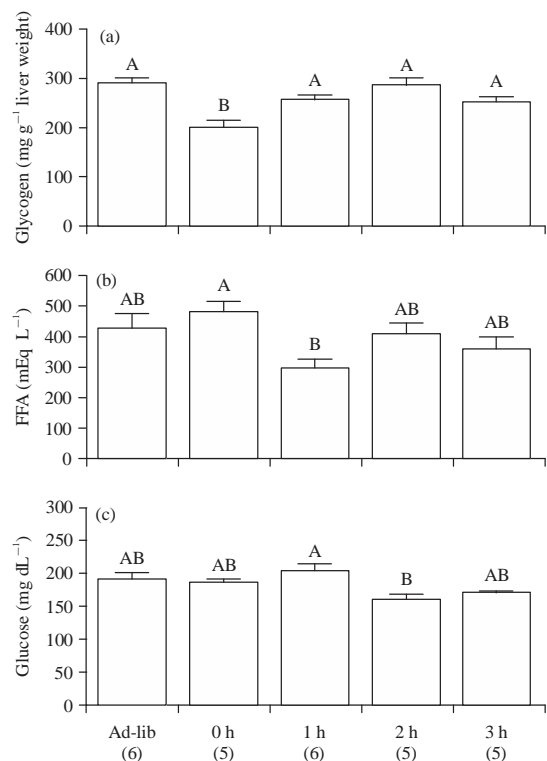 (a)
Glycogen (mg g⁻¹ liver weight)
400
300
200
100
0
A
B
A
A
A
(b)
FFA (mEq L⁻¹)
600
500
400
300
200
100
0
AB
A
B
AB
AB
(c)
Glucose (mg dL⁻¹)
300
250
200
150
100
50
0
AB
AB
A
B
AB
Ad-lib 0 h 1 h 2 h 3 h
(6) (5) (6) (5) (5)